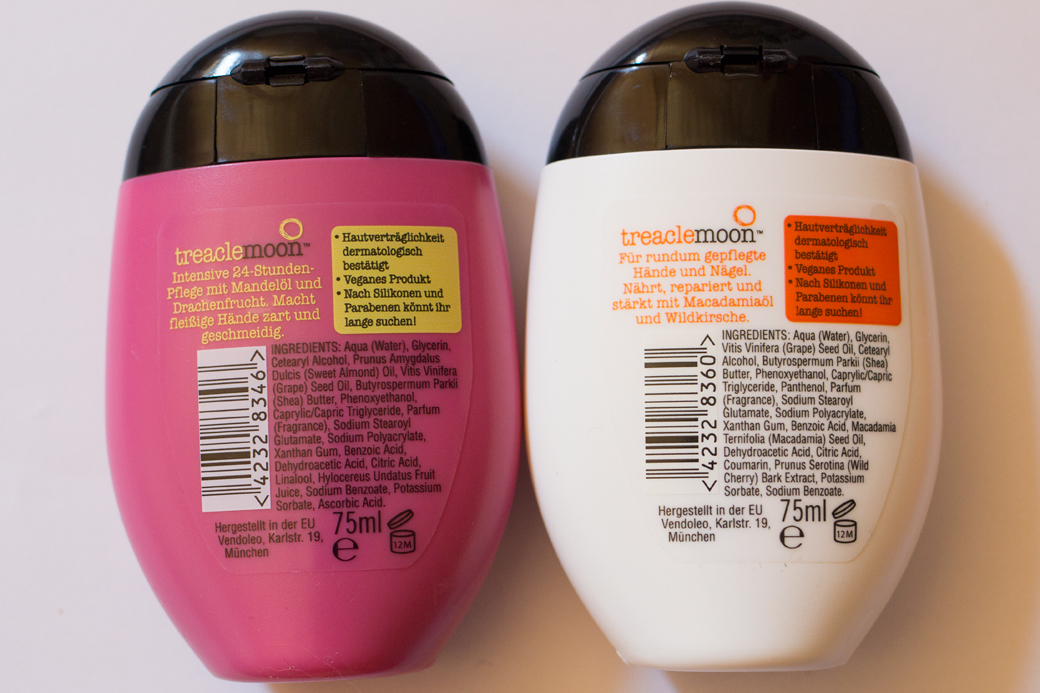 treaclemoon™
Intensive 24-Stunden-
Pflege mit Mandelöl und
Drachenfrucht. Macht
fleißige Hände zart und
geschmeidig.
• Hautverträglichkeit
dermatologisch
bestätigt
• Veganes Produkt
• Nach Silikonen und
Parabenen könnt ihr
lange suchen!
INGREDIENTS: Aqua (Water), Glycerin,
Cetearyl Alcohol, Prunus Amygdalus
Dulcis (Sweet Almond) Oil, Vitis Vinifera
(Grape) Seed Oil, Butyrospermum Parkii
(Shea) Butter, Phenoxyethanol,
Caprylic/Capric Triglyceride, Parfum
(Fragrance), Sodium Stearoyl
Glutamate, Sodium Polyacrylate,
Xanthan Gum, Benzoic Acid,
Dehydroacetic Acid, Citric Acid,
Linalool, Hylocereus Undatus Fruit
Juice, Sodium Benzoate, Potassium
Sorbate, Ascorbic Acid.
<4232 8346>
Hergestellt in der EU
Vendoleo, Karlstr. 19,
München
75ml
e
12M
treaclemoon™
Für rundum gepflegte
Hände und Nägel.
Nährt, repariert und
stärkt mit Macadamiaöl
und Wildkirsche.
• Hautverträglichkeit
dermatologisch
bestätigt
• Veganes Produkt
• Nach Silikonen und
Parabenen könnt ihr
lange suchen!
INGREDIENTS: Aqua (Water), Glycerin,
Vitis Vinifera (Grape) Seed Oil, Cetearyl
Alcohol, Butyrospermum Parkii (Shea)
Butter, Phenoxyethanol, Caprylic/Capric
Triglyceride, Panthenol, Parfum
(Fragrance), Sodium Stearoyl
Glutamate, Sodium Polyacrylate,
Xanthan Gum, Benzoic Acid, Macadamia
Ternifolia (Macadamia) Seed Oil,
Dehydroacetic Acid, Citric Acid,
Coumarin, Prunus Serotina (Wild
Cherry) Bark Extract, Potassium
Sorbate, Sodium Benzoate.
<4232 8360>
Hergestellt in der EU
Vendoleo, Karlstr. 19,
München
75ml
e
12M